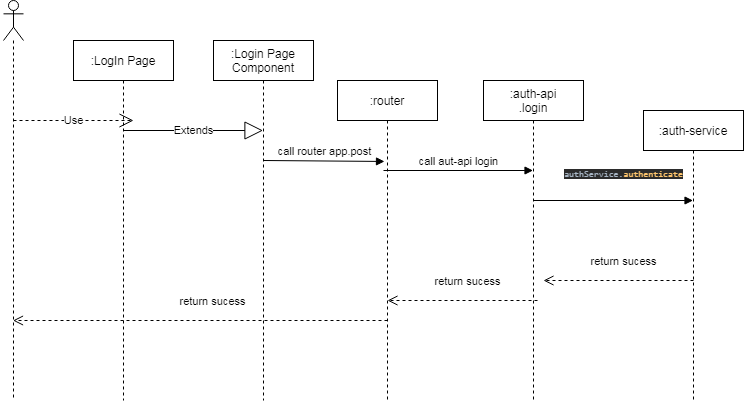 :LogIn Page
:Login Page
Component
:router
:auth-api
.login
:auth-service
Use
Extends
call router app.post
call aut-api login
authService.authenticate
return sucess
return sucess
return sucess